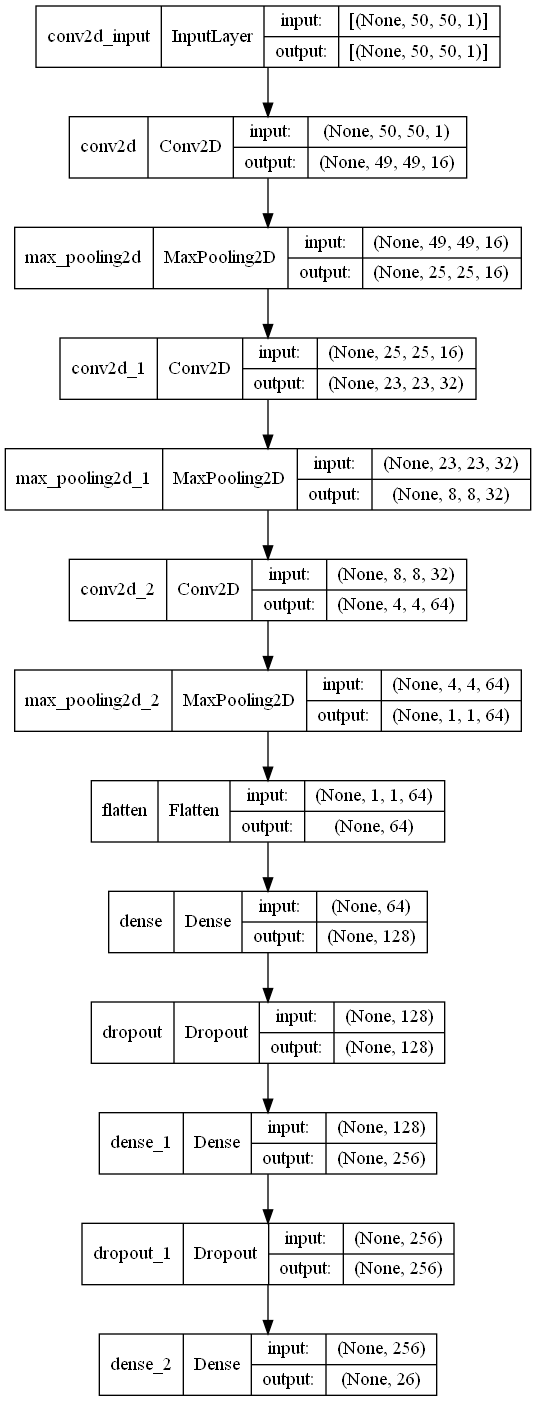 conv2d_input InputLayer input: [(None, 50, 50, 1)]
output: [(None, 50, 50, 1)]
conv2d Conv2D input: (None, 50, 50, 1)
output: (None, 49, 49, 16)
max_pooling2d MaxPooling2D input: (None, 49, 49, 16)
output: (None, 25, 25, 16)
conv2d_1 Conv2D input: (None, 25, 25, 16)
output: (None, 23, 23, 32)
max_pooling2d_1 MaxPooling2D input: (None, 23, 23, 32)
output: (None, 8, 8, 32)
conv2d_2 Conv2D input: (None, 8, 8, 32)
output: (None, 4, 4, 64)
max_pooling2d_2 MaxPooling2D input: (None, 4, 4, 64)
output: (None, 1, 1, 64)
flatten Flatten input: (None, 1, 1, 64)
output: (None, 64)
dense Dense input: (None, 64)
output: (None, 128)
dropout Dropout input: (None, 128)
output: (None, 128)
dense_1 Dense input: (None, 128)
output: (None, 256)
dropout_1 Dropout input: (None, 256)
output: (None, 256)
dense_2 Dense input: (None, 256)
output: (None, 26)